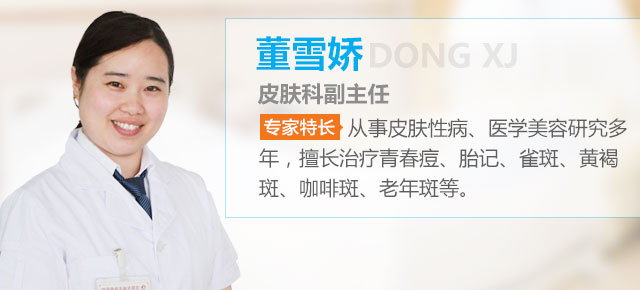 董雪娇 DONG XJ
皮肤科副主任
专家特长 从事皮肤性病、医学美容研究多
年，擅长治疗青春痘、胎记、雀斑、黄褐
斑、咖啡斑、老年斑等。